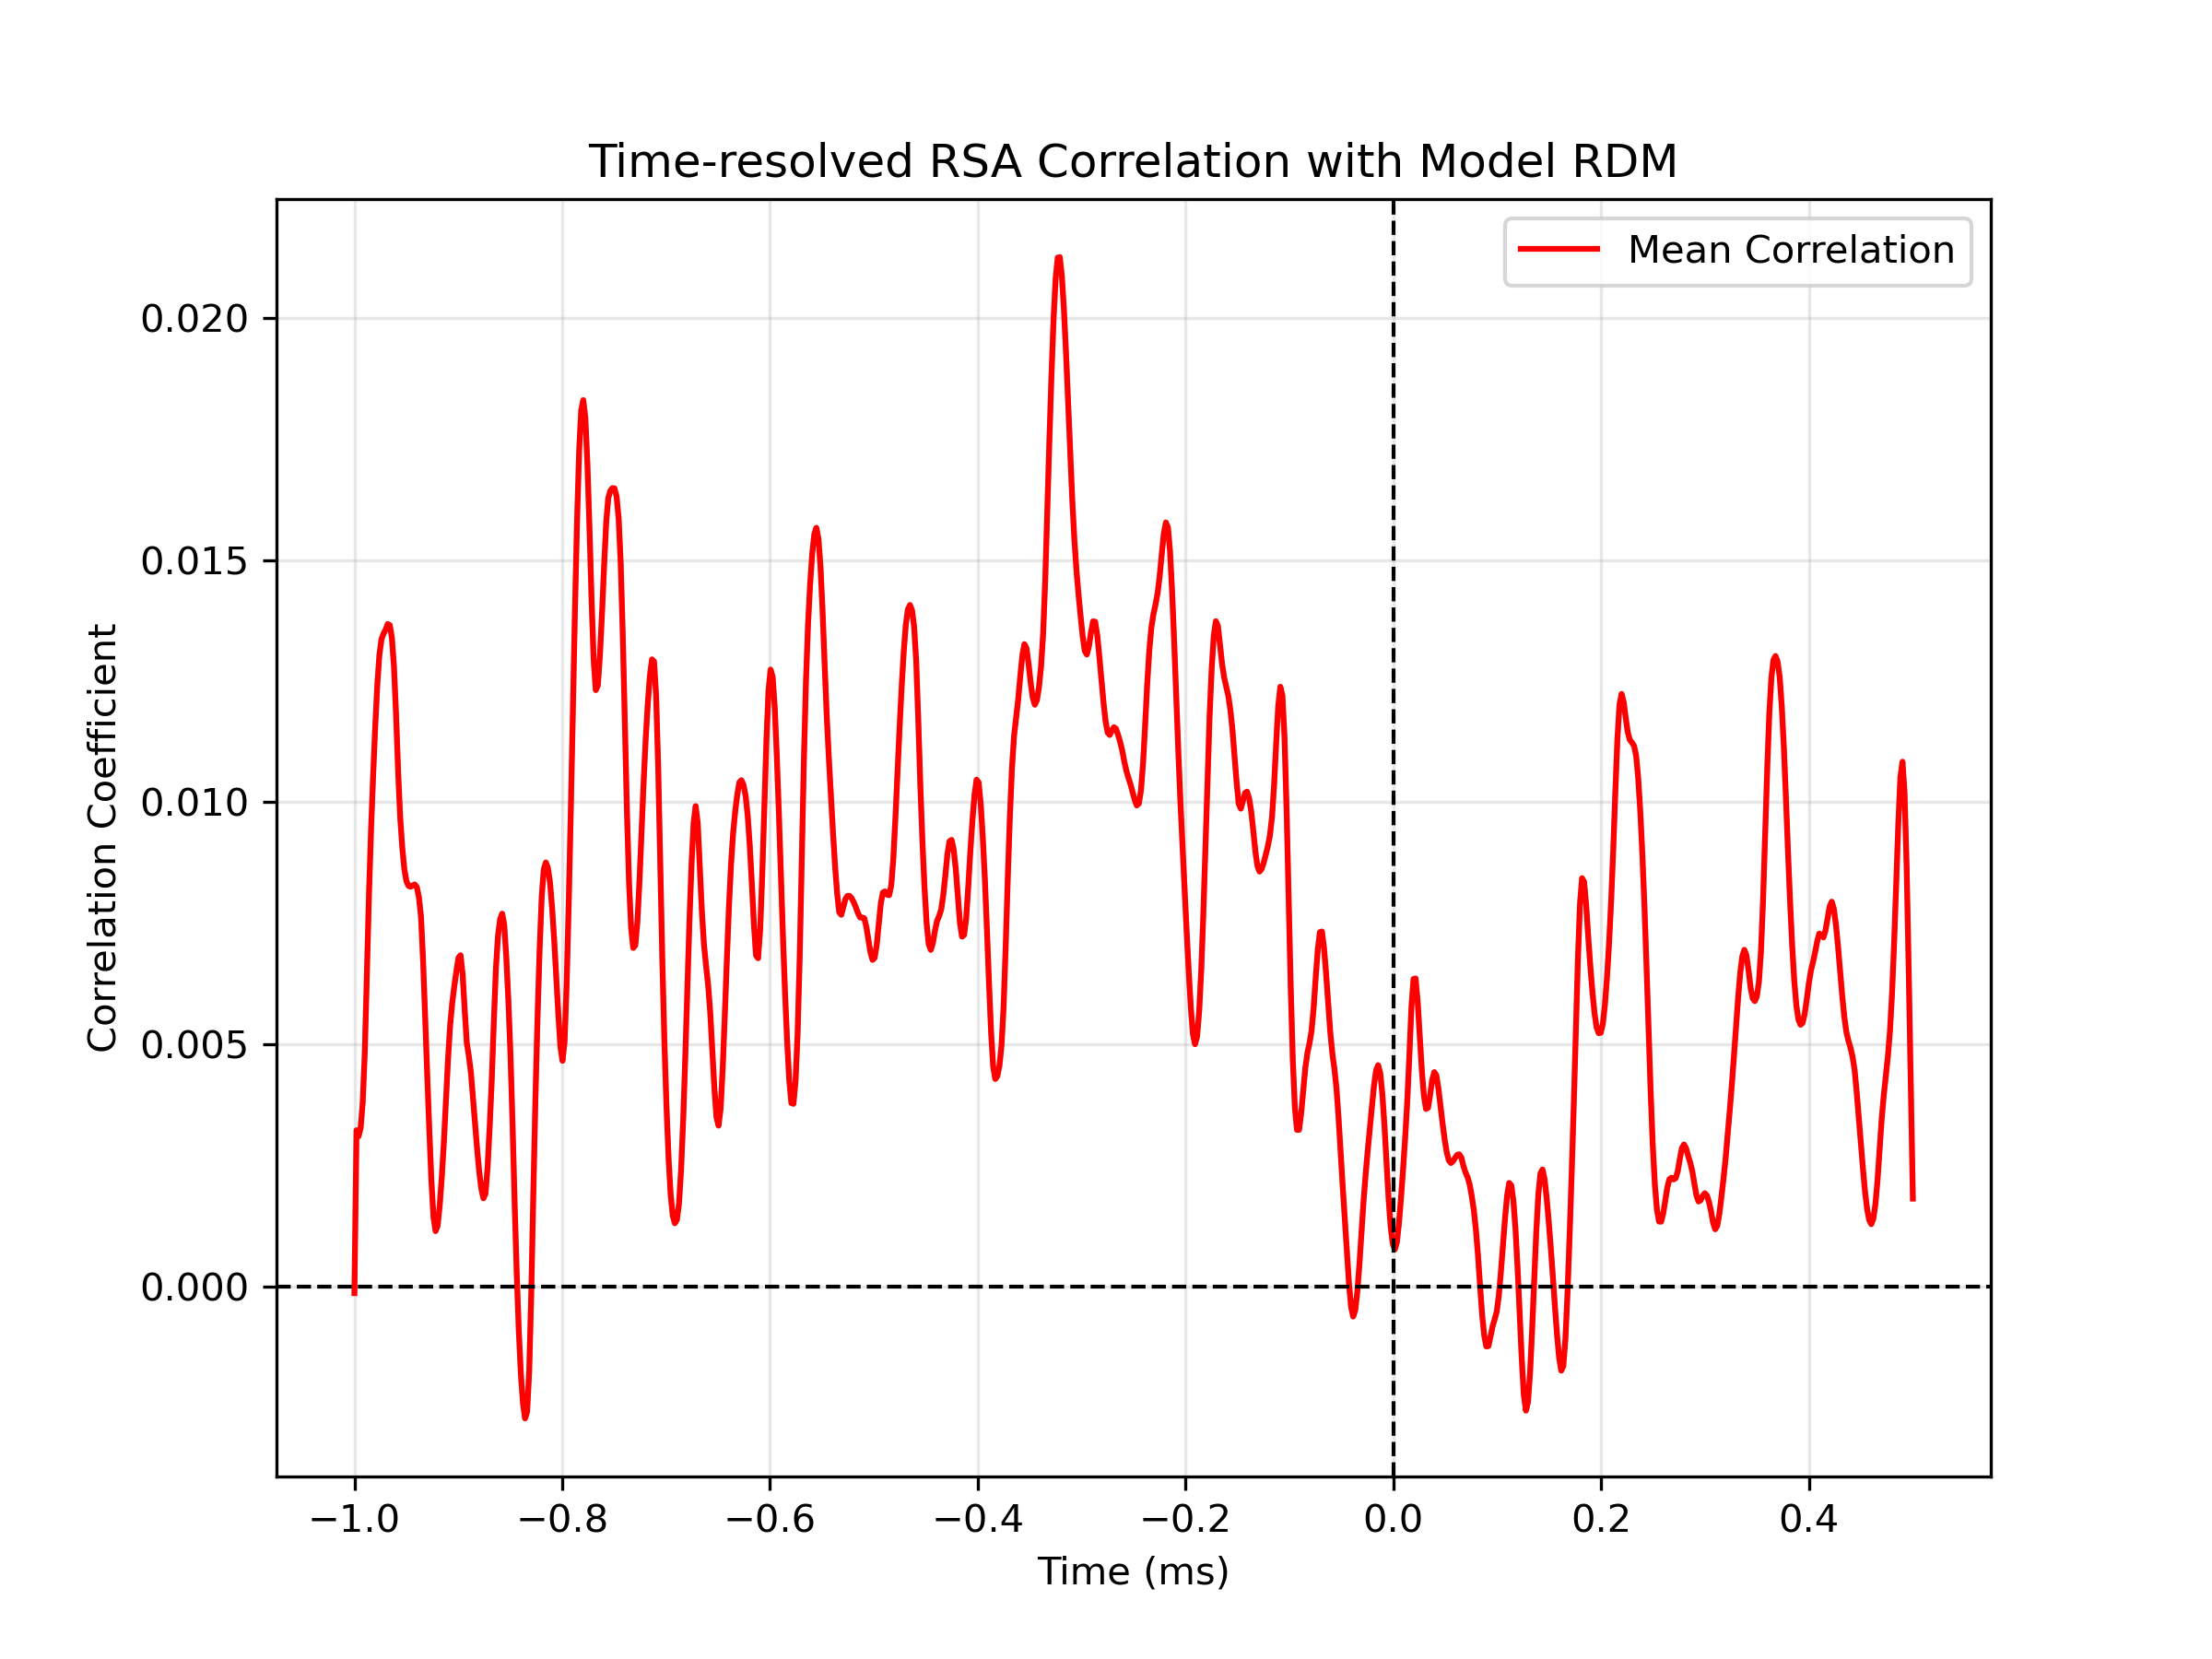 Time-resolved RSA Correlation with Model RDM
Mean Correlation
Correlation Coefficient
0.020
0.015
0.010
0.005
0.000
−1.0 −0.8 −0.6 −0.4 −0.2 0.0 0.2 0.4
Time (ms)